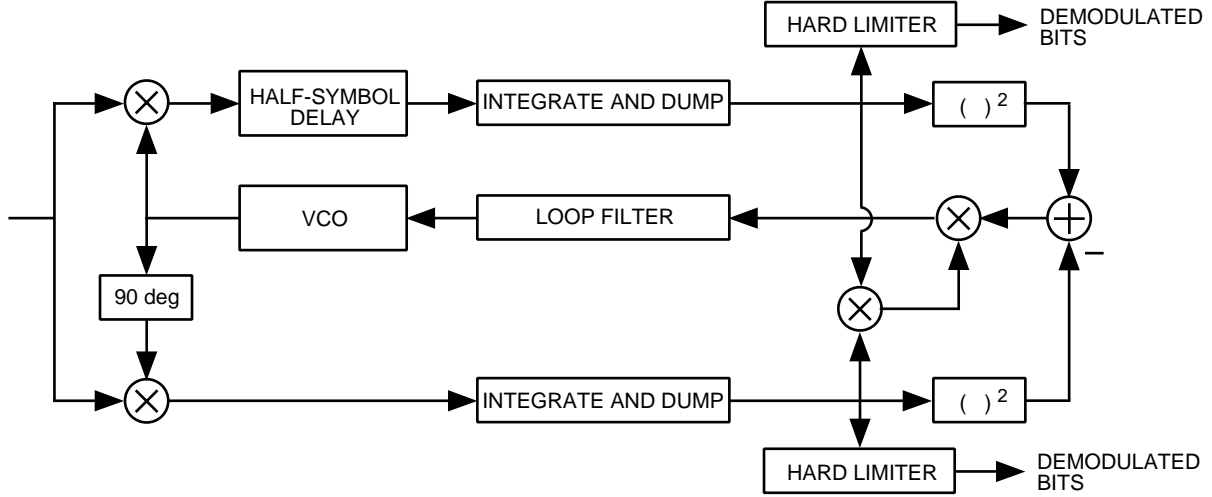 HARD LIMITER
DEMODULATED
BITS
HALF-SYMBOL
DELAY
INTEGRATE AND DUMP
( ) 2
VCO
LOOP FILTER
90 deg
INTEGRATE AND DUMP
( ) 2
HARD LIMITER
DEMODULATED
BITS